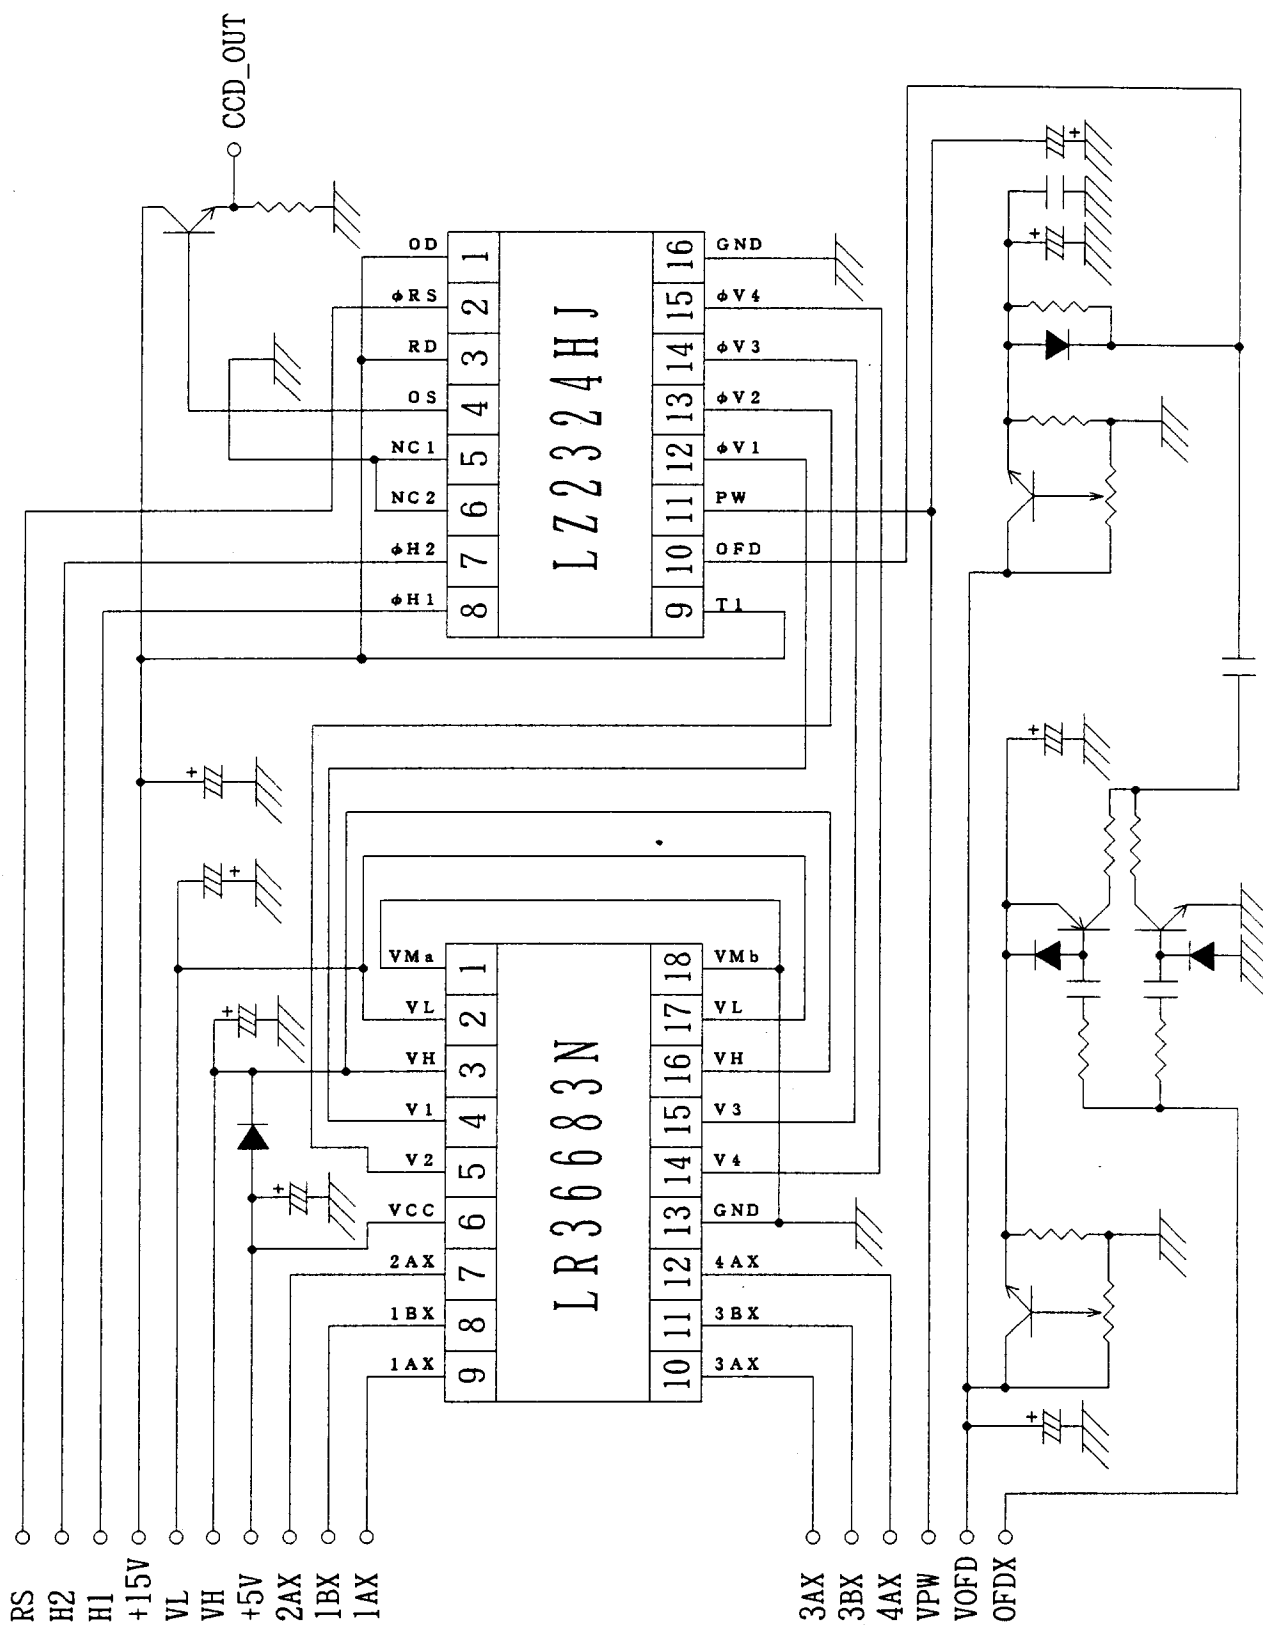 CCD_OUT
OD 1
φRS 2
RD 3
OS 4
NC1 5
NC2 6
φH2 7
φH1 8
LZ2324HJ
16 GND
15 φV4
14 φV3
13 φV2
12 φV1
11 PW
10 OFD
9 T1
+
+
+
+
+
+
+
+
+
VMa 1
VL 2
VH 3
V1 4
V2 5
VCC 6
2AX 7
1BX 8
1AX 9
LR36683N
18 VMb
17 VL
16 VH
15 V3
14 V4
13 GND
12 4AX
11 3BX
10 3AX
RS
H2
H1
+15V
VL
VH
+5V
2AX
1BX
1AX
3AX
3BX
4AX
VPW
VOFD
OFDX